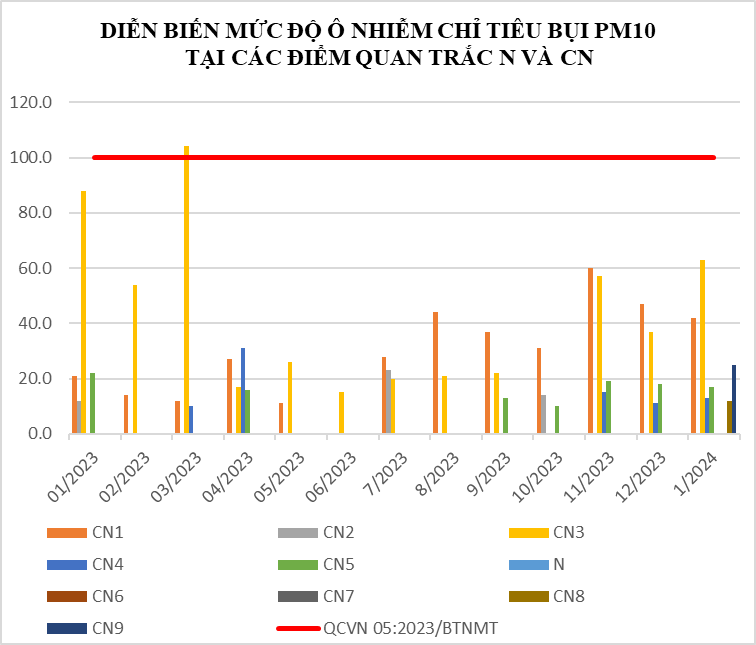 DIỄN BIẾN MỨC ĐỘ Ô NHIỄM CHỈ TIÊU BỤI PM10
TẠI CÁC ĐIỂM QUAN TRẮC N VÀ CN
120.0
100.0
80.0
60.0
40.0
20.0
0.0
01/2023 02/2023 03/2023 04/2023 05/2023 06/2023 7/2023 8/2023 9/2023 10/2023 11/2023 12/2023 1/2024
CN1 CN2 CN3
CN4 CN5 N
CN6 CN7 CN8
CN9 QCVN 05:2023/BTNMT